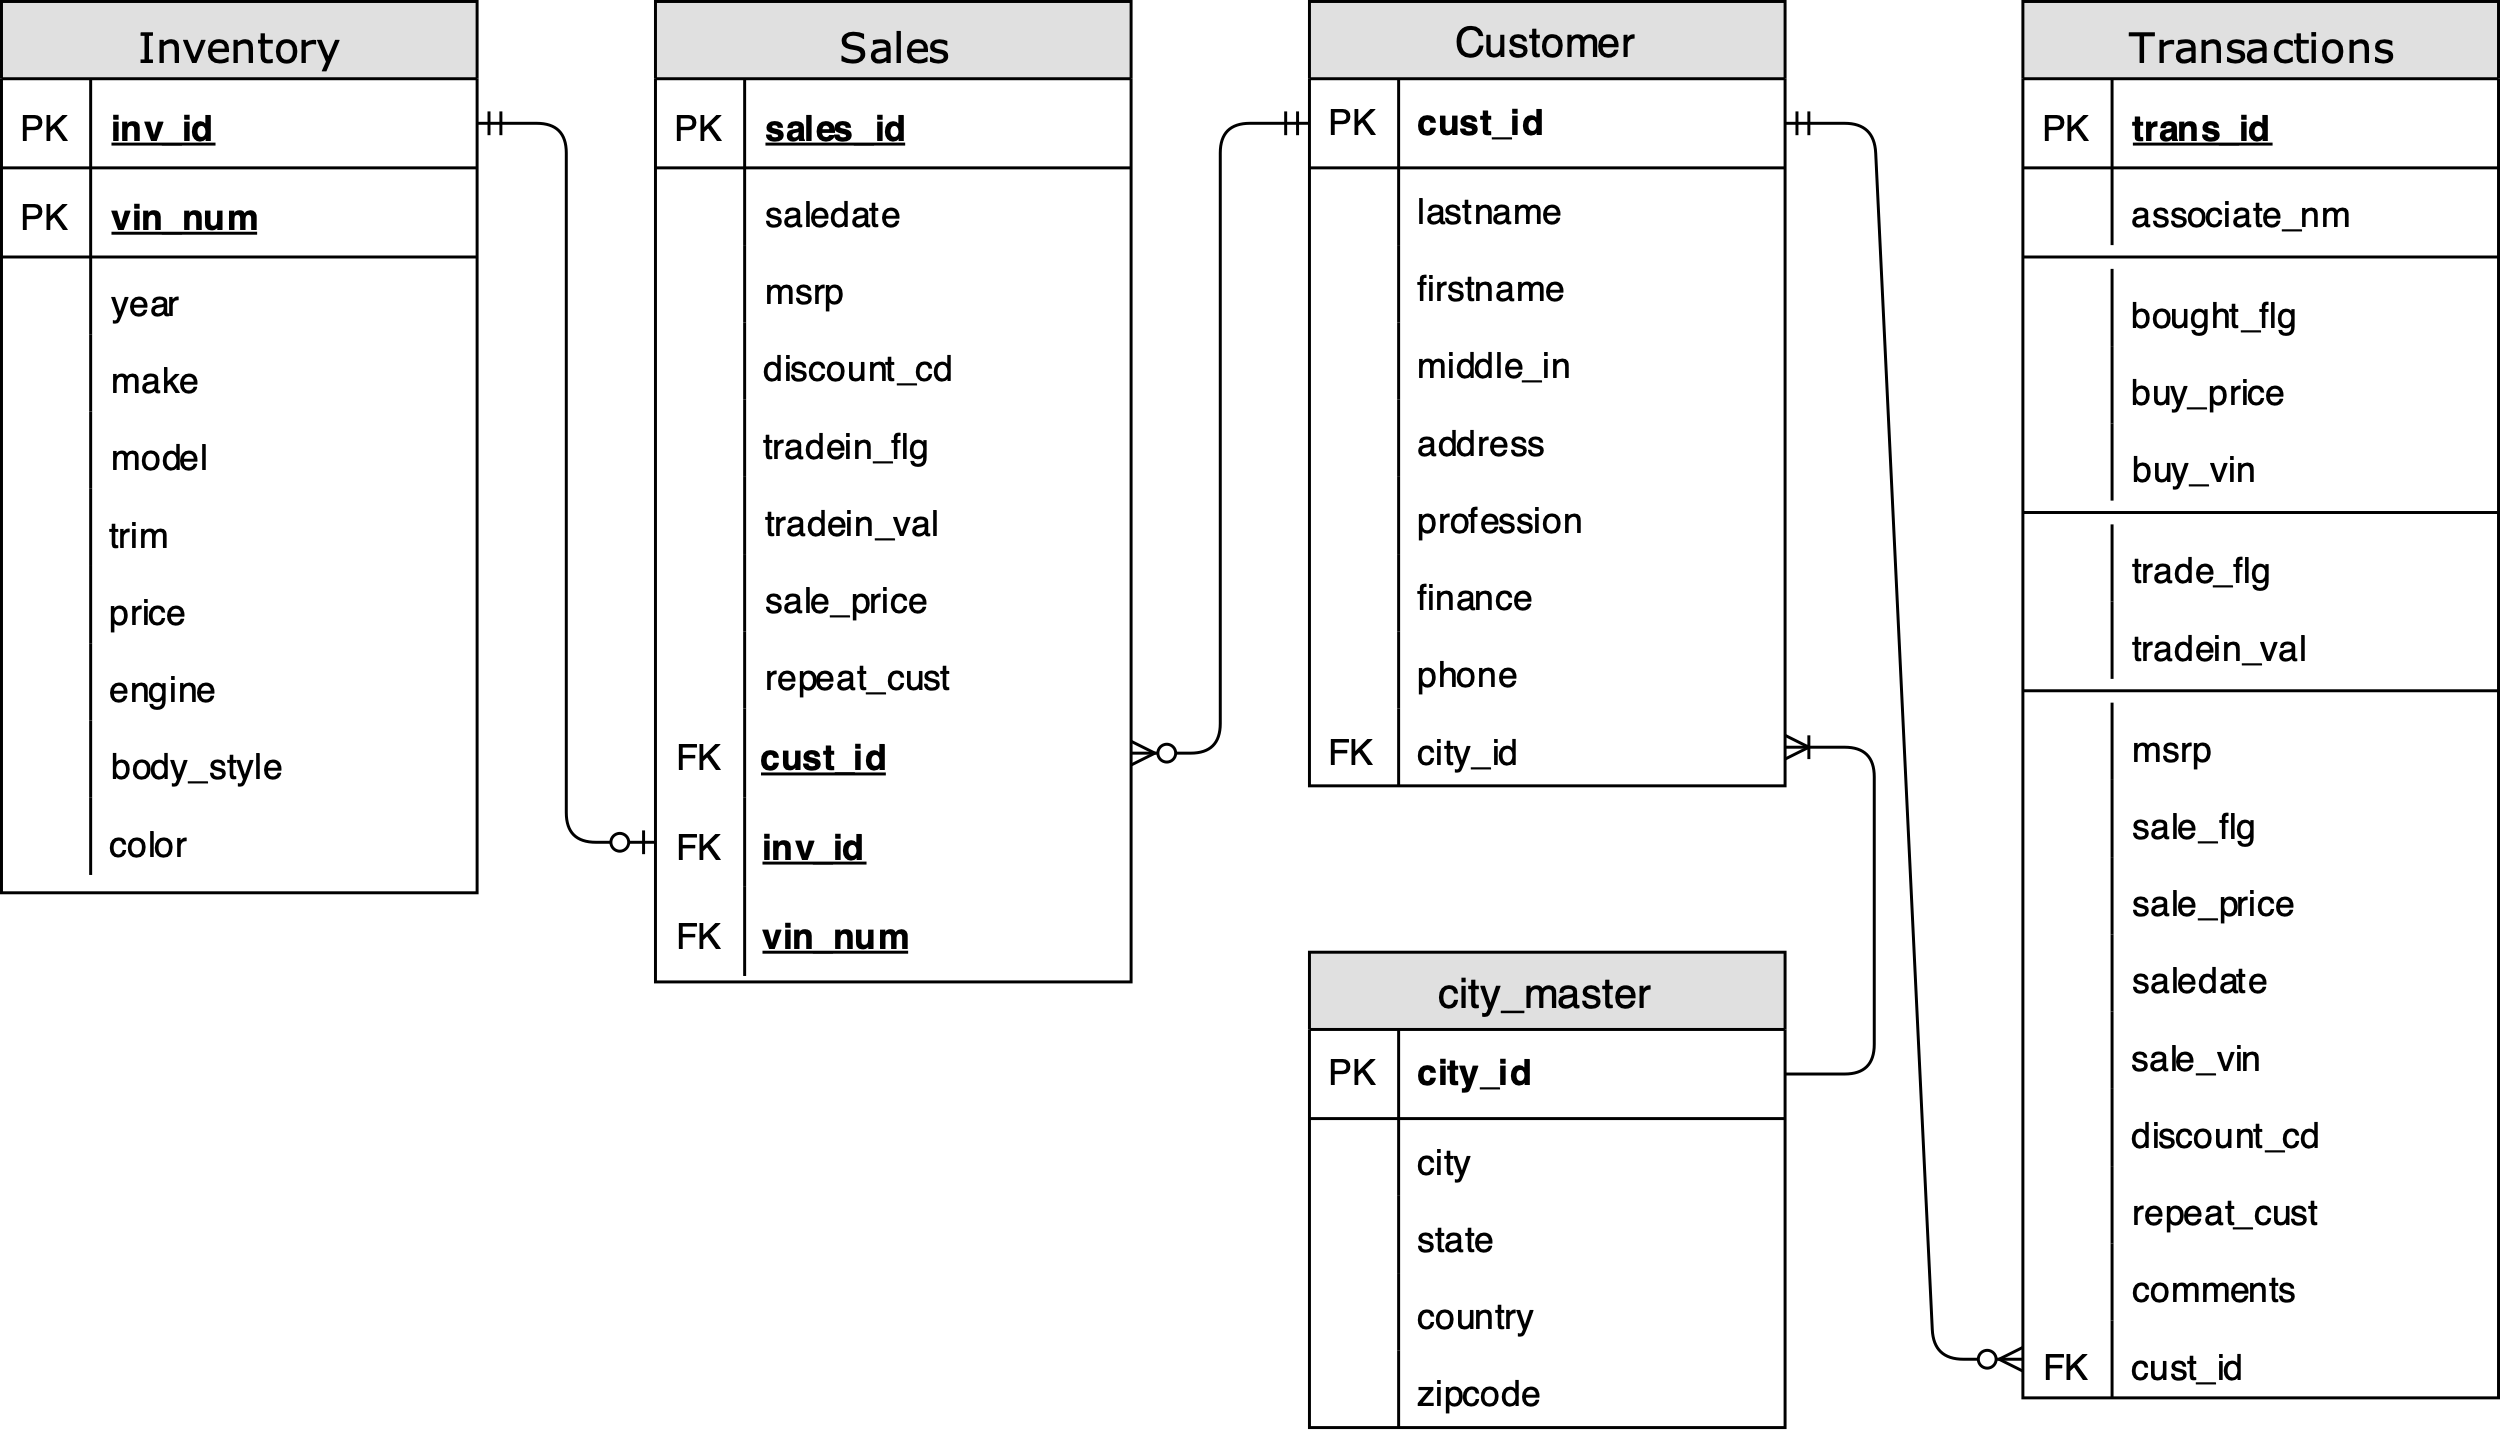 Inventory
PK inv_id
PK vin_num
year
make
model
trim
price
engine
body_style
color
Sales
PK sales_id
saledate
msrp
discount_cd
tradein_flg
tradein_val
sale_price
repeat_cust
FK cust_id
FK inv_id
FK vin_num
Customer
PK cust_id
lastname
firstname
middle_in
address
profession
finance
phone
FK city_id
city_master
PK city_id
city
state
country
zipcode
Transactions
PK trans_id
associate_nm
bought_flg
buy_price
buy_vin
trade_flg
tradein_val
msrp
sale_flg
sale_price
saledate
sale_vin
discount_cd
repeat_cust
comments
FK cust_id